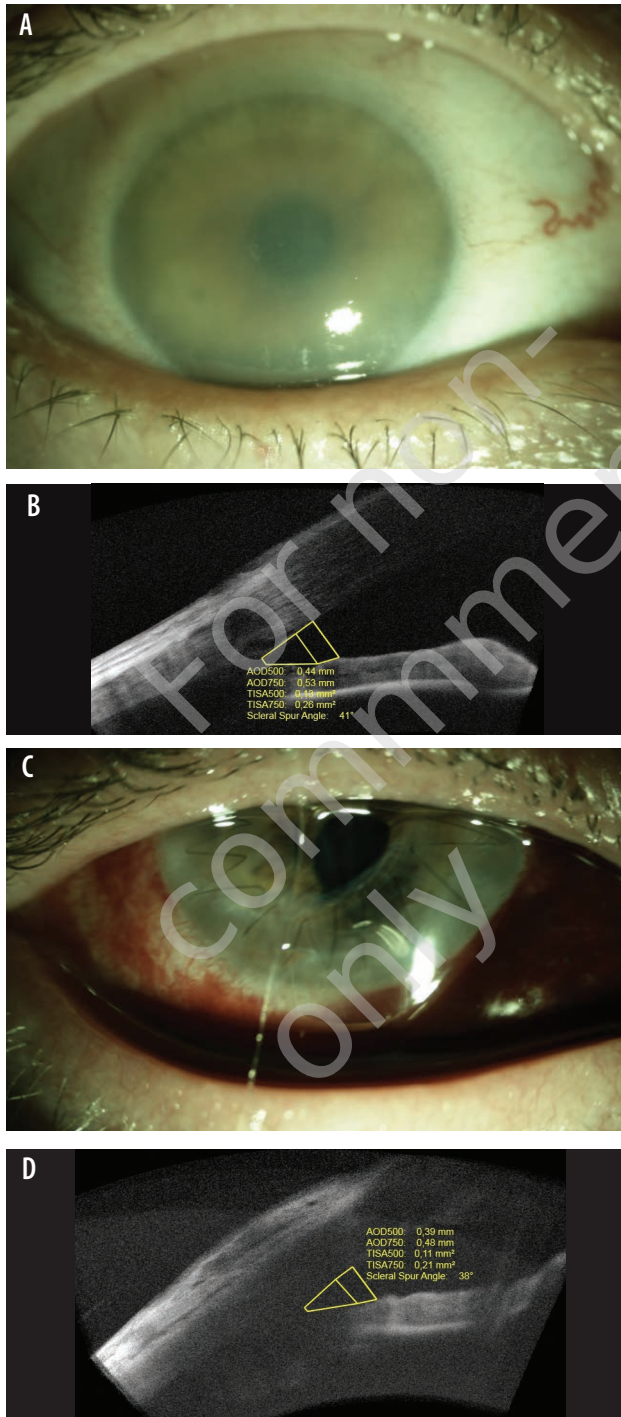 A
B
AOD500: 0,44 mm
AOD750: 0,53 mm
TISA500: 0,13 mm²
TISA750: 0,26 mm²
Scleral Spur Angle: 41°
C
D
AOD500: 0,39 mm
AOD750: 0,48 mm
TISA500: 0,11 mm²
TISA750: 0,21 mm²
Scleral Spur Angle: 38°
For non-
commmer
only